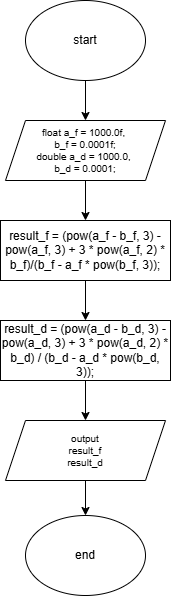 start
float a_f = 1000.0f,
b_f = 0.0001f;
double a_d = 1000.0,
b_d = 0.0001;
result_f = (pow(a_f - b_f, 3) -
pow(a_f, 3) + 3 * pow(a_f, 2) *
b_f)/(b_f - a_f * pow(b_f, 3));
result_d = (pow(a_d - b_d, 3) -
pow(a_d, 3) + 3 * pow(a_d, 2) *
b_d) / (b_d - a_d * pow(b_d,
3));
output
result_f
result_d
end